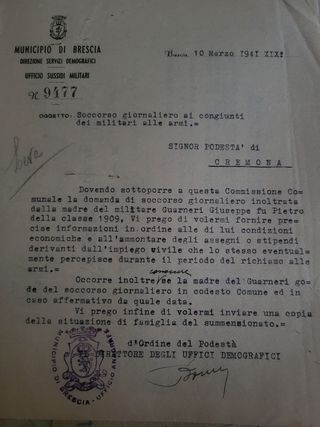 MUNICIPIO DI BRESCIA
DIREZIONE SERVIZI DEMOGRAFICI
UFFICIO SUSSIDI MILITARI
N. 9477
Brescia, 10 Marzo 1941 XIX°
OGGETTO: Soccorso giornaliero ai congiunti
dei militari alle armi.=
SIGNOR PODESTA' di
CREMONA
Dovendo sottoporre a questa Commissione Co-
munale la domanda di soccorso giornaliero inoltrata
dalla madre del militare Guarneri Giuseppe fu Pietro
della classe 1909, Vi prego di volermi fornire pre-
cise informazioni in ordine alle di lui condizioni
economiche e all'ammontare degli assegni o stipendi
derivanti dall'impiego civile che lo stesso eventual-
mente percepisce durante il periodo del richiamo alle
armi.=
Occorre inoltre conoscere se la madre del Guarneri go-
de del soccorso giornaliero in codesto Comune ed in
caso affermativo da quale data.
Vi prego infine di volermi inviare una copia
della situazione di famiglia del summensionato.=
d'Ordine del Podestà
IL DIRETTORE DEGLI UFFICI DEMOGRAFICI
MUNICIPIO DI BRESCIA - UFFICIO